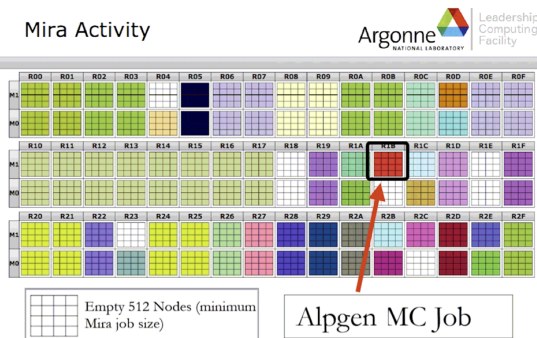 Mira Activity
Argonne
NATIONAL LABORATORY
Leadership
Computing
Facility
R00 R01 R02 R03 R04 R05 R06 R07 R08 R09 R0A R0B R0C R0D R0E R0F
M1
M0
R10 R11 R12 R13 R14 R15 R16 R17 R18 R19 R1A R1B R1C R1D R1E R1F
M1
M0
R20 R21 R22 R23 R24 R25 R26 R27 R28 R29 R2A R2B R2C R2D R2E R2F
M1
M0
Empty 512 Nodes (minimum
Mira job size)
Alpgen MC Job